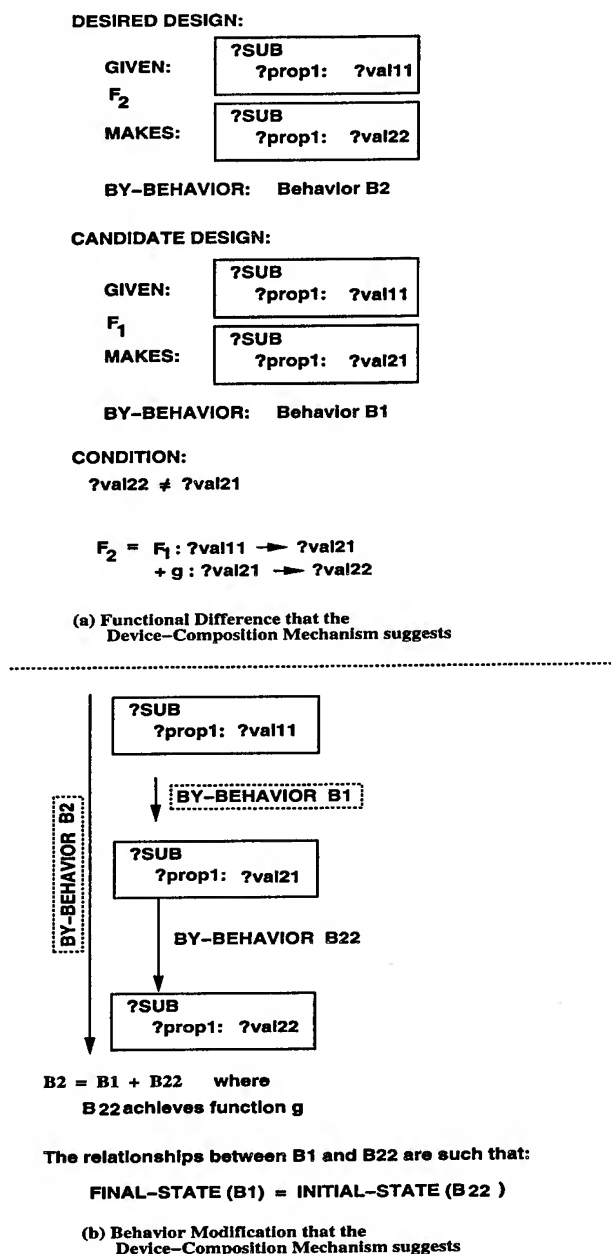 DESIRED DESIGN:
GIVEN:
?SUB
?prop1: ?val11
F2
MAKES:
?SUB
?prop1: ?val22
BY-BEHAVIOR: Behavior B2
CANDIDATE DESIGN:
GIVEN:
?SUB
?prop1: ?val11
F1
MAKES:
?SUB
?prop1: ?val21
BY-BEHAVIOR: Behavior B1
CONDITION:
?val22 ≠ ?val21
F2 = F1 : ?val11 → ?val21
+ g : ?val21 → ?val22
(a) Functional Difference that the
Device-Composition Mechanism suggests
BY-BEHAVIOR B2
?SUB
?prop1: ?val11
BY-BEHAVIOR B1
?SUB
?prop1: ?val21
BY-BEHAVIOR B22
?SUB
?prop1: ?val22
B2 = B1 + B22 where
B22 achieves function g
The relationships between B1 and B22 are such that:
FINAL-STATE (B1) = INITIAL-STATE (B22 )
(b) Behavior Modification that the
Device-Composition Mechanism suggests